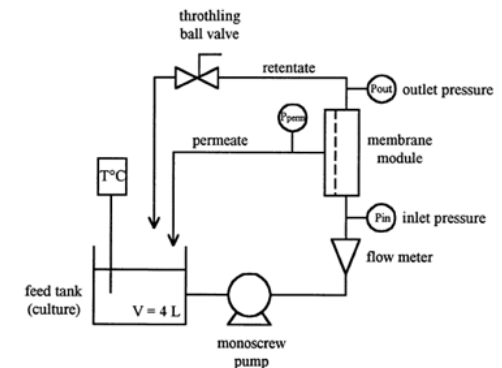 throthling
ball valve
retentate
Pout outlet pressure
Pperm
permeate
membrane
module
T°C
Pin inlet pressure
flow meter
feed tank
(culture)
V = 4 L
monoscrew
pump